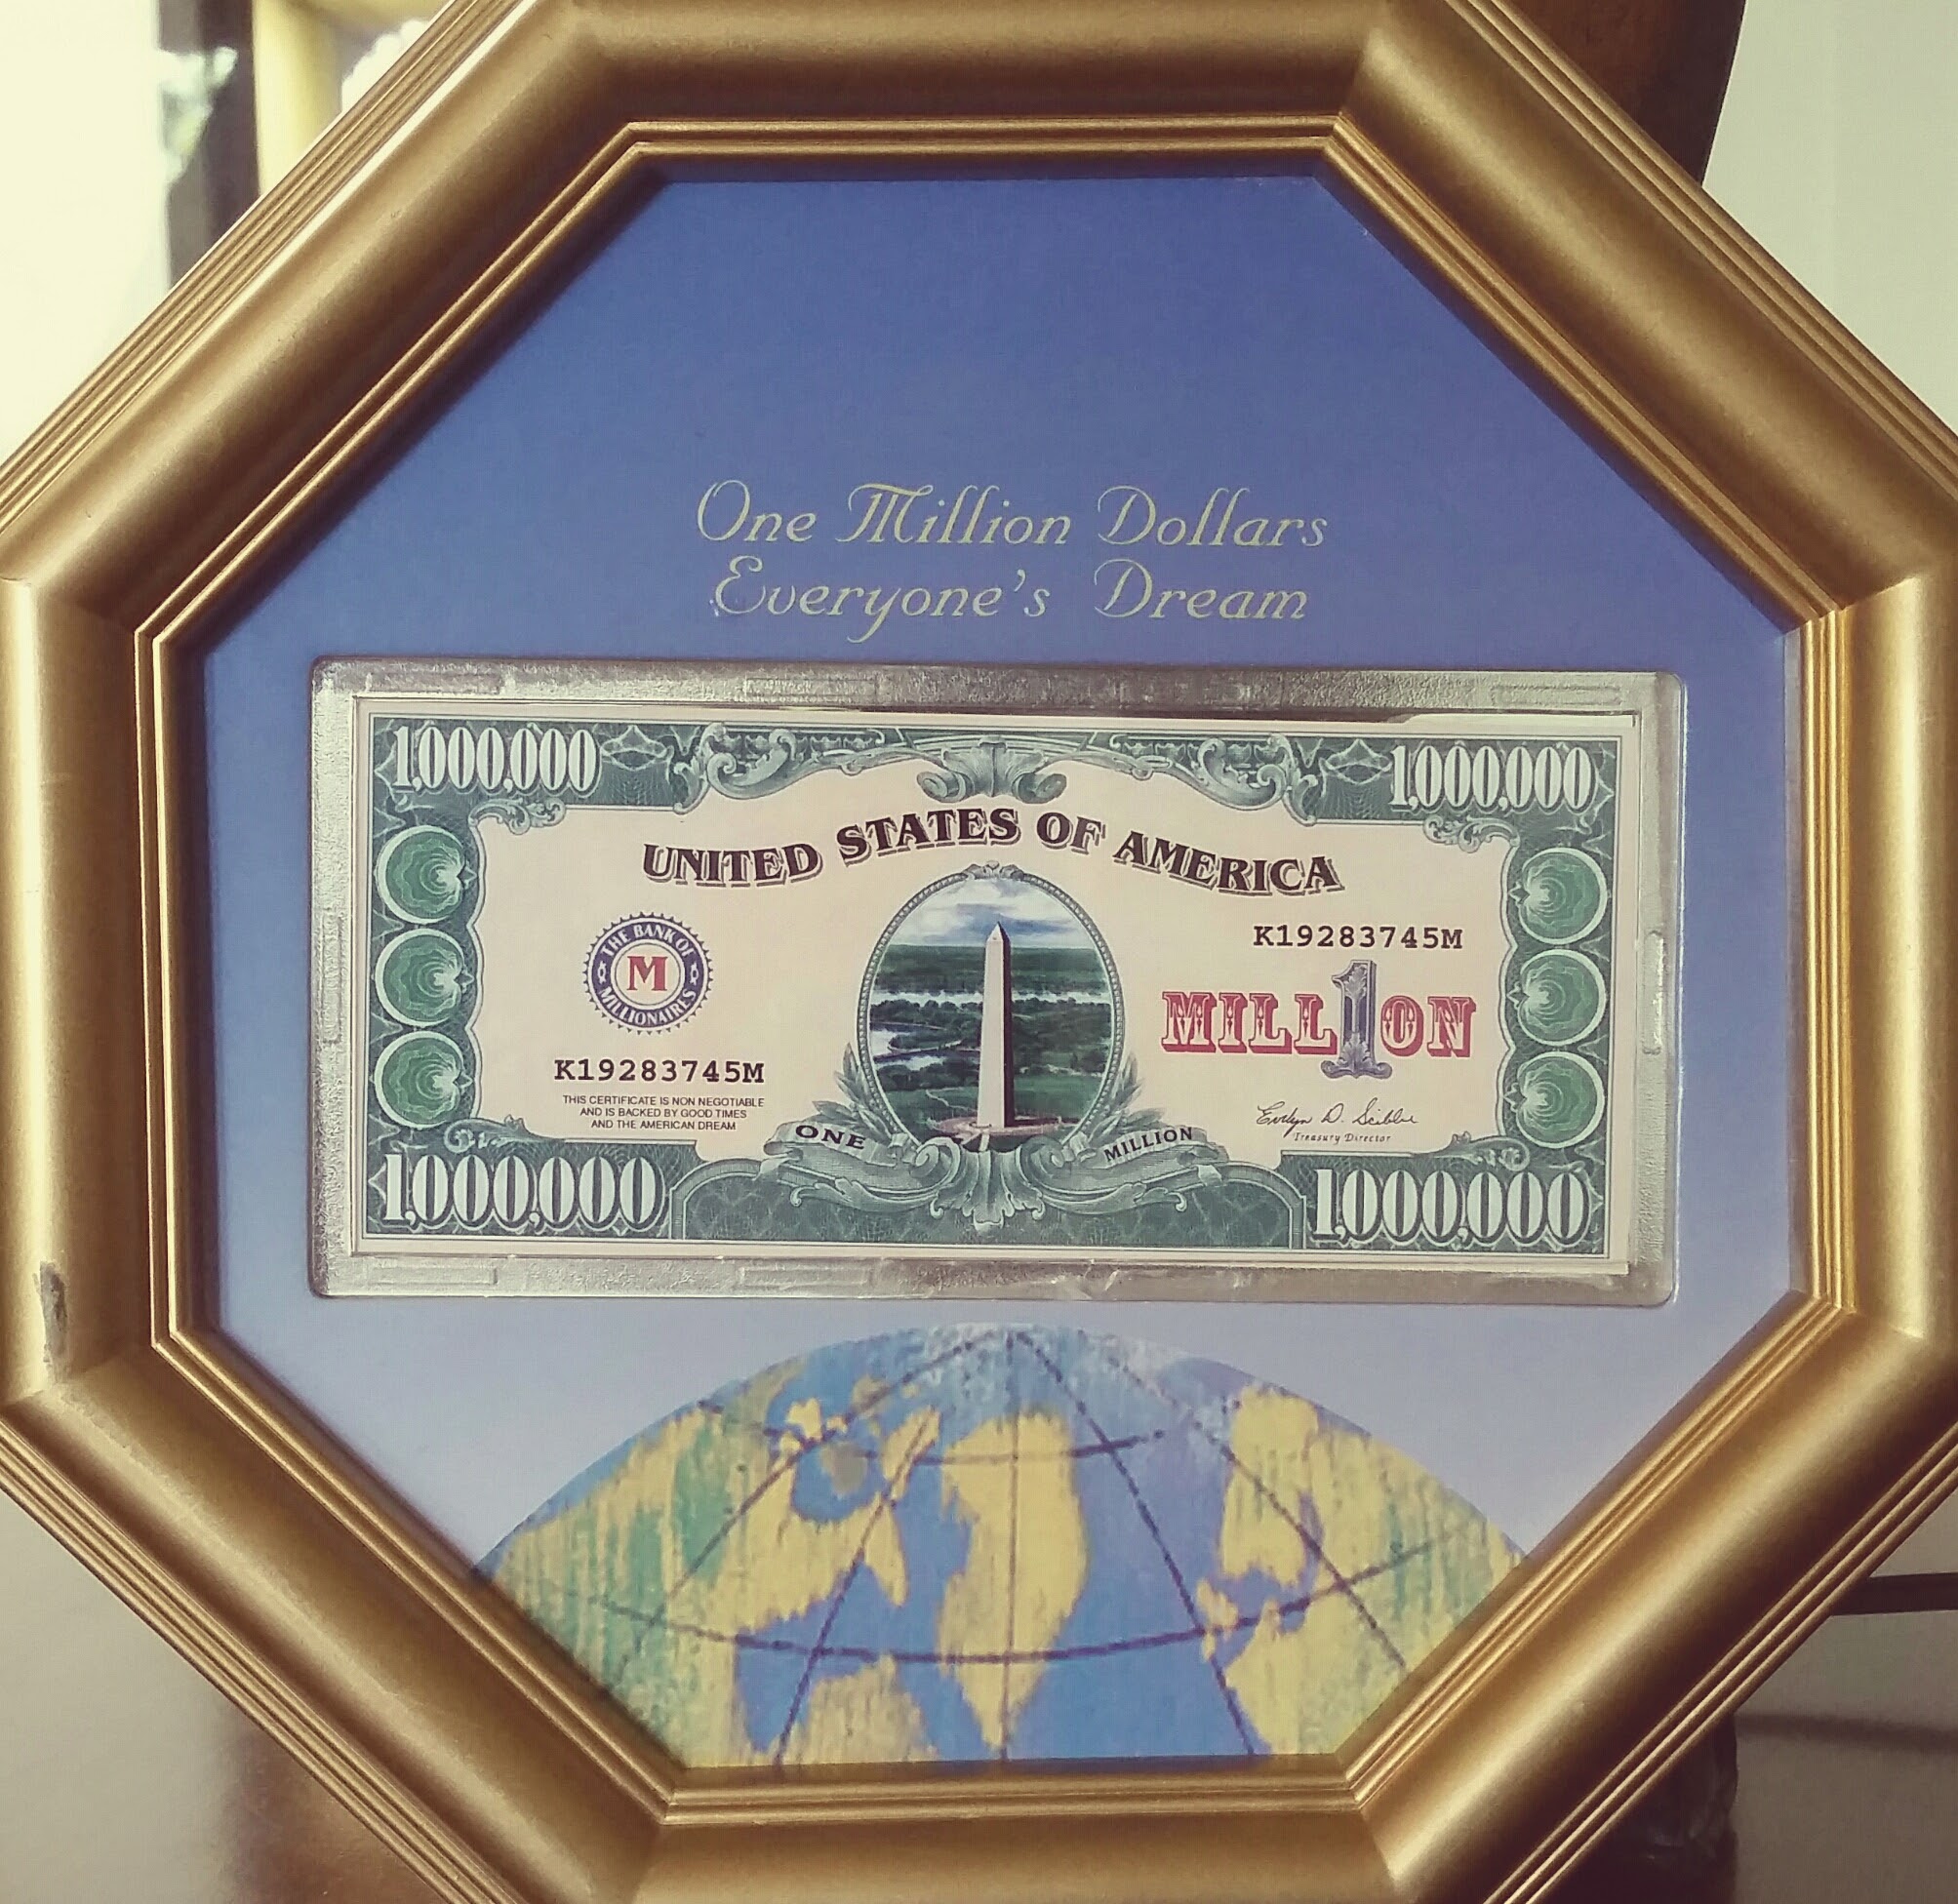 One Million Dollars
Everyone's Dream
1,000,000
1,000,000
UNITED STATES OF AMERICA
THE BANK OF
M
MILLIONAIRES
K19283745M
MILL1ON
K19283745M
THIS CERTIFICATE IS NON NEGOTIABLE
AND IS BACKED BY GOOD TIMES
AND THE AMERICAN DREAM
ONE MILLION
Treasury Director
1,000,000
1,000,000